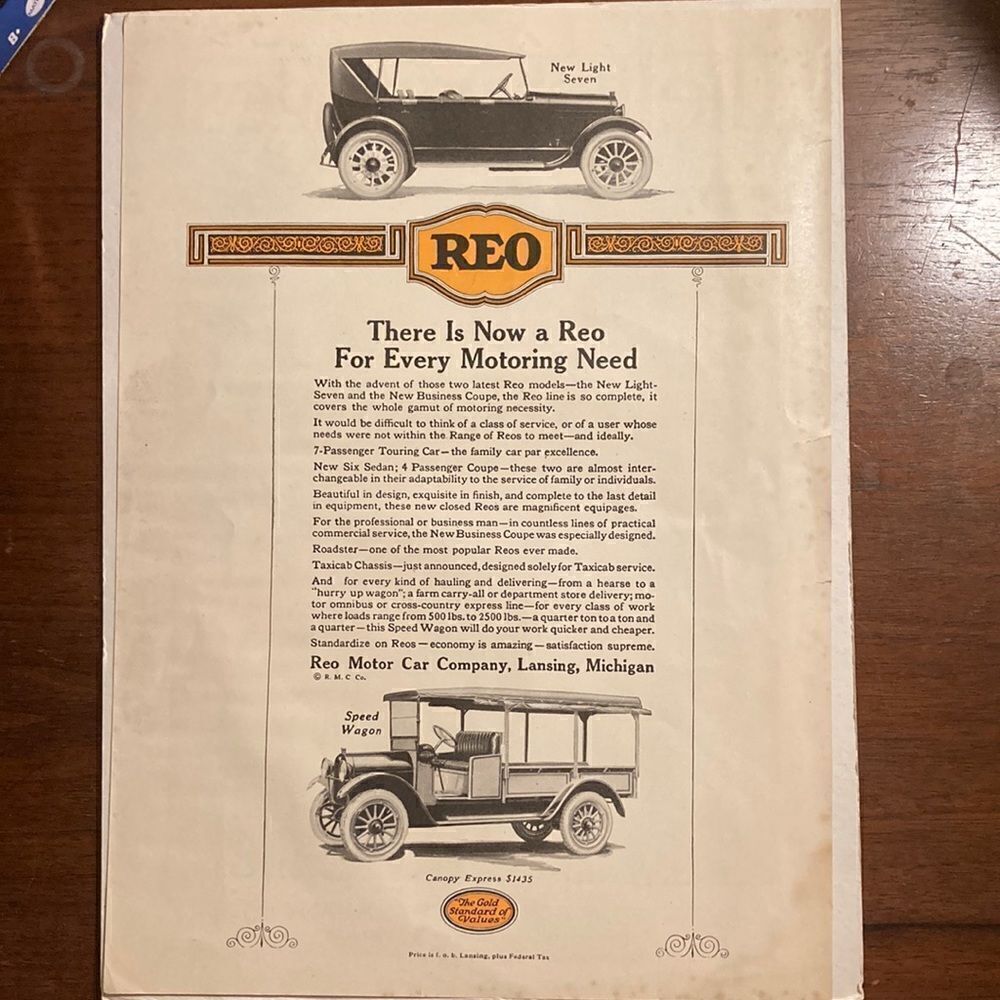 8.
New Light
Seven
REO
There Is Now a Reo
For Every Motoring Need
With the advent of those two latest Reo models—the New Light-
Seven and the New Business Coupe, the Reo line is so complete, it
covers the whole gamut of motoring necessity.
It would be difficult to think of a class of service, or of a user whose
needs were not within the Range of Reos to meet—and ideally.
7-Passenger Touring Car—the family car par excellence.
New Six Sedan; 4 Passenger Coupe—these two are almost inter-
changeable in their adaptability to the service of family or individuals.
Beautiful in design, exquisite in finish, and complete to the last detail
in equipment, these new closed Reos are magnificent equipages.
For the professional or business man—in countless lines of practical
commercial service, the New Business Coupe was especially designed.
Roadster—one of the most popular Reos ever made.
Taxicab Chassis—just announced, designed solely for Taxicab service.
And for every kind of hauling and delivering—from a hearse to a
"hurry up wagon"; a farm carry-all or department store delivery; mo-
tor omnibus or cross-country express line—for every class of work
where loads range from 500 lbs. to 2500 lbs.—a quarter ton to a ton and
a quarter—this Speed Wagon will do your work quicker and cheaper.
Standardize on Reos—economy is amazing—satisfaction supreme.
Reo Motor Car Company, Lansing, Michigan
© R. M. C. Co.
Speed
Wagon
Canopy Express $1435
"The Gold
Standard of
Values"
Price is f. o. b. Lansing, plus Federal Tax